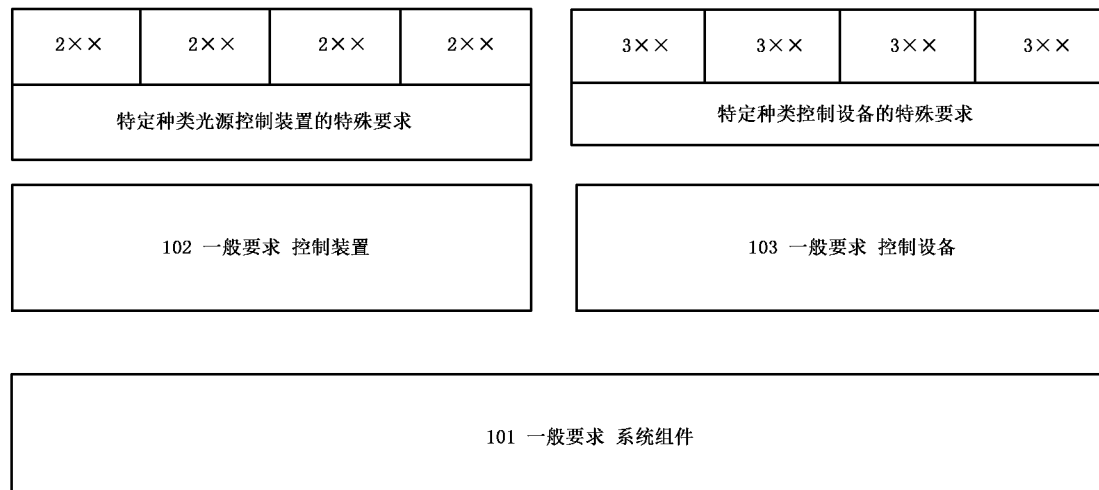 2×× 2×× 2×× 2×× 3×× 3×× 3×× 3××
特定种类光源控制装置的特殊要求 特定种类控制设备的特殊要求
102 一般要求 控制装置 103 一般要求 控制设备
101 一般要求 系统组件